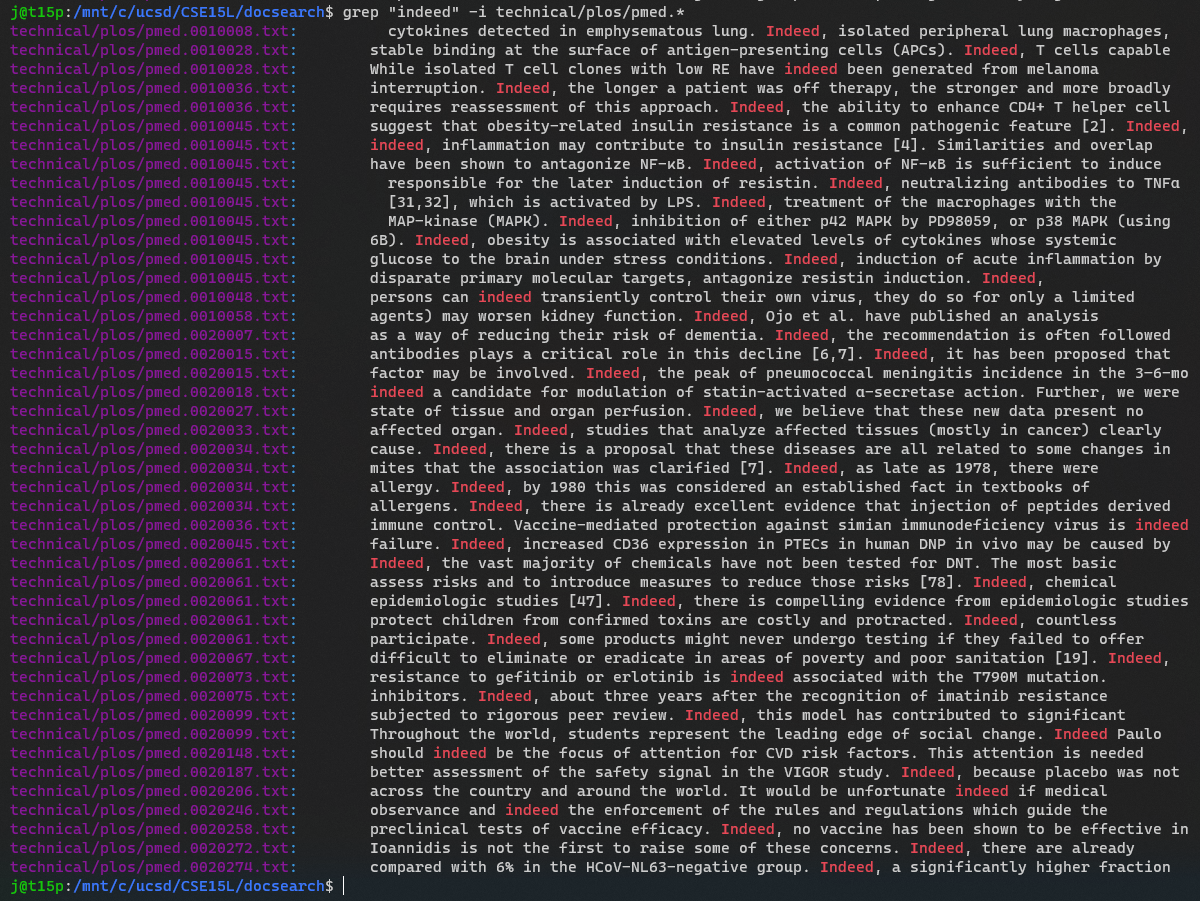 j@t15p:/mnt/c/ucsd/CSE15L/docsearch$ grep "indeed" -i technical/plos/pmed.*
technical/plos/pmed.0010008.txt:          cytokines detected in emphysematous lung. Indeed, isolated peripheral lung macrophages,
technical/plos/pmed.0010028.txt:        stable binding at the surface of antigen-presenting cells (APCs). Indeed, T cells capable
technical/plos/pmed.0010028.txt:        While isolated T cell clones with low RE have indeed been generated from melanoma
technical/plos/pmed.0010036.txt:        interruption. Indeed, the longer a patient was off therapy, the stronger and more broadly
technical/plos/pmed.0010036.txt:        requires reassessment of this approach. Indeed, the ability to enhance CD4+ T helper cell
technical/plos/pmed.0010045.txt:        suggest that obesity-related insulin resistance is a common pathogenic feature [2]. Indeed,
technical/plos/pmed.0010045.txt:        indeed, inflammation may contribute to insulin resistance [4]. Similarities and overlap
technical/plos/pmed.0010045.txt:        have been shown to antagonize NF-κB. Indeed, activation of NF-κB is sufficient to induce
technical/plos/pmed.0010045.txt:          responsible for the later induction of resistin. Indeed, neutralizing antibodies to TNFα
technical/plos/pmed.0010045.txt:          [31,32], which is activated by LPS. Indeed, treatment of the macrophages with the
technical/plos/pmed.0010045.txt:          MAP-kinase (MAPK). Indeed, inhibition of either p42 MAPK by PD98059, or p38 MAPK (using
technical/plos/pmed.0010045.txt:        6B). Indeed, obesity is associated with elevated levels of cytokines whose systemic
technical/plos/pmed.0010045.txt:        glucose to the brain under stress conditions. Indeed, induction of acute inflammation by
technical/plos/pmed.0010045.txt:        disparate primary molecular targets, antagonize resistin induction. Indeed,
technical/plos/pmed.0010048.txt:        persons can indeed transiently control their own virus, they do so for only a limited
technical/plos/pmed.0010058.txt:        agents) may worsen kidney function. Indeed, Ojo et al. have published an analysis
technical/plos/pmed.0020007.txt:        as a way of reducing their risk of dementia. Indeed, the recommendation is often followed
technical/plos/pmed.0020015.txt:        antibodies plays a critical role in this decline [6,7]. Indeed, it has been proposed that
technical/plos/pmed.0020015.txt:        factor may be involved. Indeed, the peak of pneumococcal meningitis incidence in the 3-6-mo
technical/plos/pmed.0020018.txt:        indeed a candidate for modulation of statin-activated α-secretase action. Further, we were
technical/plos/pmed.0020027.txt:        state of tissue and organ perfusion. Indeed, we believe that these new data present no
technical/plos/pmed.0020033.txt:        affected organ. Indeed, studies that analyze affected tissues (mostly in cancer) clearly
technical/plos/pmed.0020034.txt:        cause. Indeed, there is a proposal that these diseases are all related to some changes in
technical/plos/pmed.0020034.txt:        mites that the association was clarified [7]. Indeed, as late as 1978, there were
technical/plos/pmed.0020034.txt:        allergy. Indeed, by 1980 this was considered an established fact in textbooks of
technical/plos/pmed.0020034.txt:        allergens. Indeed, there is already excellent evidence that injection of peptides derived
technical/plos/pmed.0020036.txt:        immune control. Vaccine-mediated protection against simian immunodeficiency virus is indeed
technical/plos/pmed.0020045.txt:        failure. Indeed, increased CD36 expression in PTECs in human DNP in vivo may be caused by
technical/plos/pmed.0020061.txt:        Indeed, the vast majority of chemicals have not been tested for DNT. The most basic
technical/plos/pmed.0020061.txt:        assess risks and to introduce measures to reduce those risks [78]. Indeed, chemical
technical/plos/pmed.0020061.txt:        epidemiologic studies [47]. Indeed, there is compelling evidence from epidemiologic studies
technical/plos/pmed.0020061.txt:        protect children from confirmed toxins are costly and protracted. Indeed, countless
technical/plos/pmed.0020061.txt:        participate. Indeed, some products might never undergo testing if they failed to offer
technical/plos/pmed.0020067.txt:        difficult to eliminate or eradicate in areas of poverty and poor sanitation [19]. Indeed,
technical/plos/pmed.0020073.txt:        resistance to gefitinib or erlotinib is indeed associated with the T790M mutation.
technical/plos/pmed.0020075.txt:        inhibitors. Indeed, about three years after the recognition of imatinib resistance
technical/plos/pmed.0020099.txt:        subjected to rigorous peer review. Indeed, this model has contributed to significant
technical/plos/pmed.0020099.txt:        Throughout the world, students represent the leading edge of social change. Indeed Paulo
technical/plos/pmed.0020148.txt:        should indeed be the focus of attention for CVD risk factors. This attention is needed
technical/plos/pmed.0020187.txt:        better assessment of the safety signal in the VIGOR study. Indeed, because placebo was not
technical/plos/pmed.0020206.txt:        across the country and around the world. It would be unfortunate indeed if medical
technical/plos/pmed.0020246.txt:        observance and indeed the enforcement of the rules and regulations which guide the
technical/plos/pmed.0020258.txt:        preclinical tests of vaccine efficacy. Indeed, no vaccine has been shown to be effective in
technical/plos/pmed.0020272.txt:        Ioannidis is not the first to raise some of these concerns. Indeed, there are already
technical/plos/pmed.0020274.txt:        compared with 6% in the HCoV-NL63-negative group. Indeed, a significantly higher fraction
j@t15p:/mnt/c/ucsd/CSE15L/docsearch$